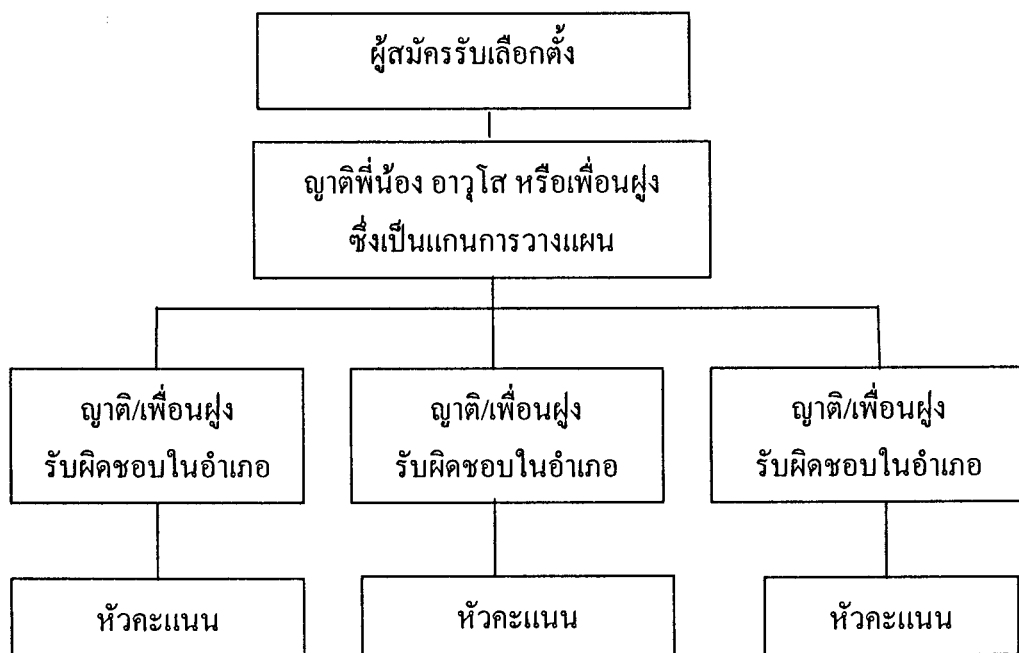 ผู้สมัครรับเลือกตั้ง
ญาติพี่น้อง อาวุโส หรือเพื่อนฝูง
ซึ่งเป็นแกนการวางแผน
ญาติ/เพื่อนฝูง
รับผิดชอบในอำเภอ
ญาติ/เพื่อนฝูง
รับผิดชอบในอำเภอ
ญาติ/เพื่อนฝูง
รับผิดชอบในอำเภอ
หัวคะแนน
หัวคะแนน
หัวคะแนน